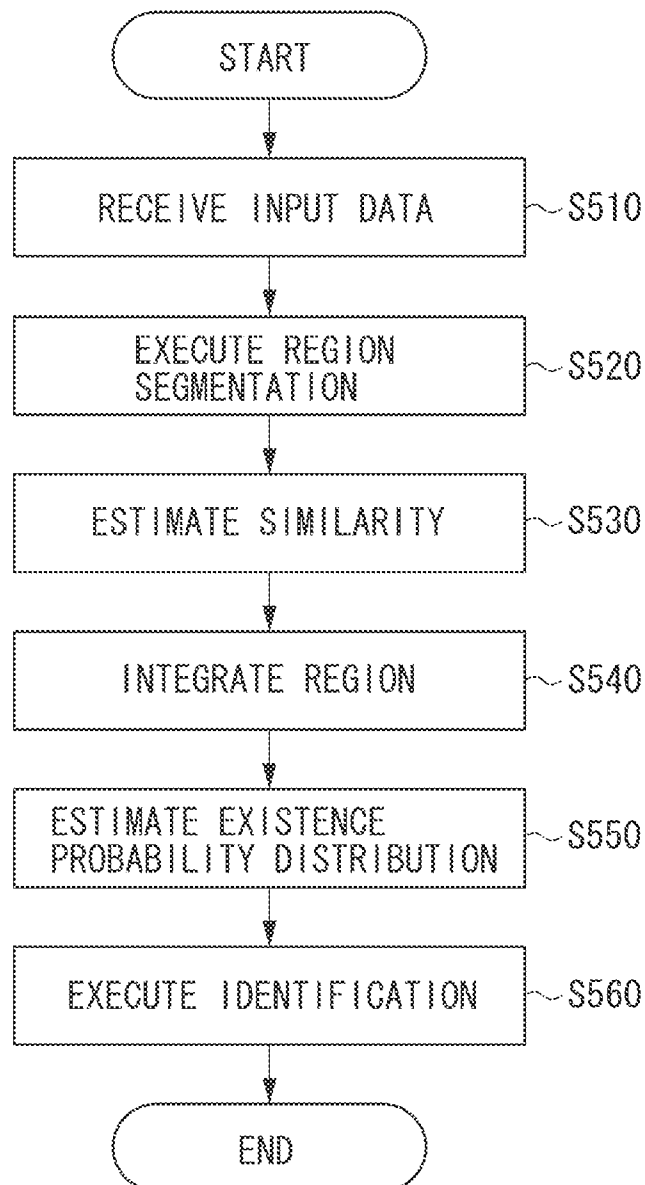 START
RECEIVE INPUT DATA
S510
EXECUTE REGION
SEGMENTATION
S520
ESTIMATE SIMILARITY
S530
INTEGRATE REGION
S540
ESTIMATE EXISTENCE
PROBABILITY DISTRIBUTION
S550
EXECUTE IDENTIFICATION
S560
END